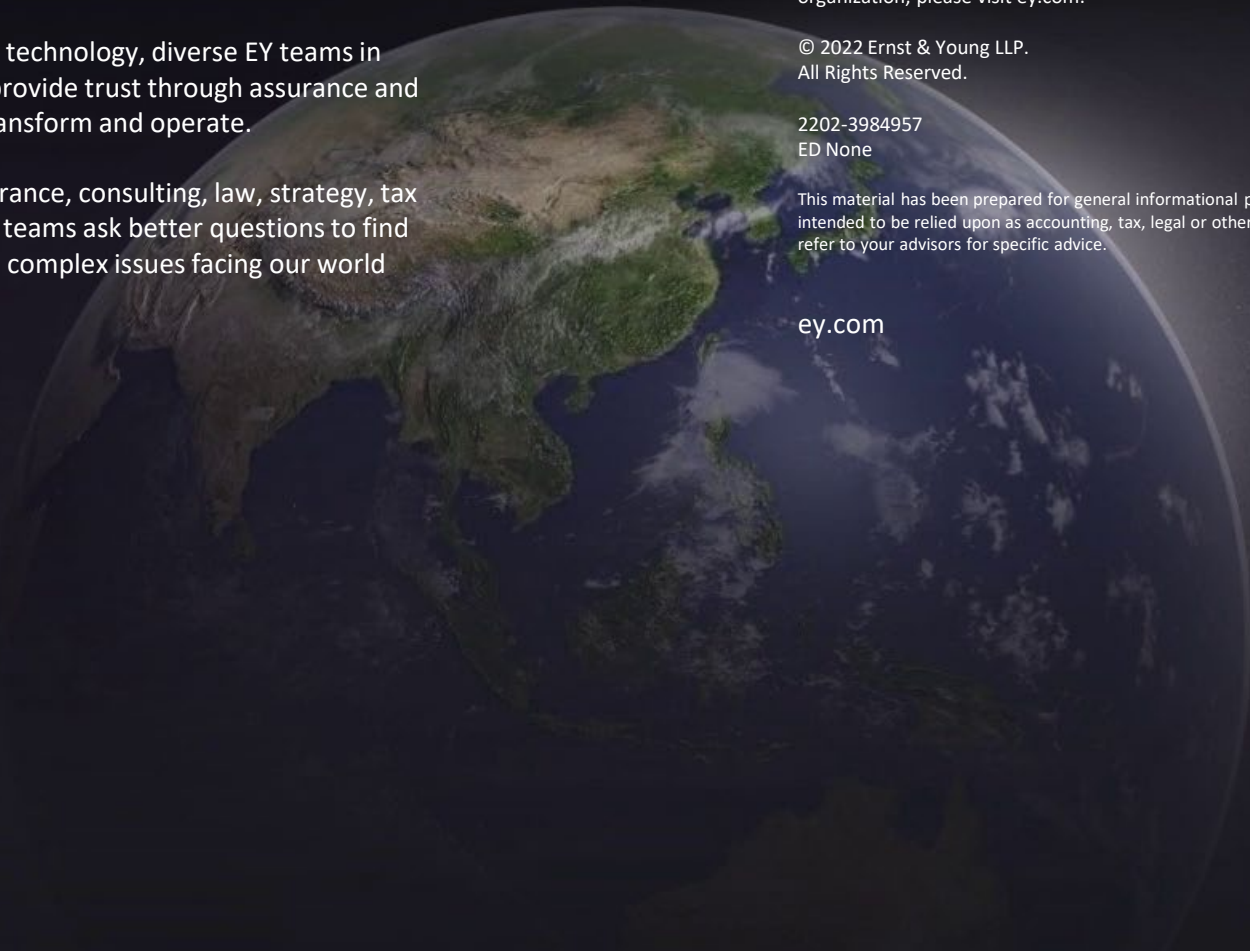 technology, diverse EY teams in
provide trust through assurance and
transform and operate.
rance, consulting, law, strategy, tax
teams ask better questions to find
complex issues facing our world
organization, please visit ey.com.
© 2022 Ernst & Young LLP.
All Rights Reserved.
2202-3984957
ED None
This material has been prepared for general informational p
intended to be relied upon as accounting, tax, legal or other
refer to your advisors for specific advice.
ey.com